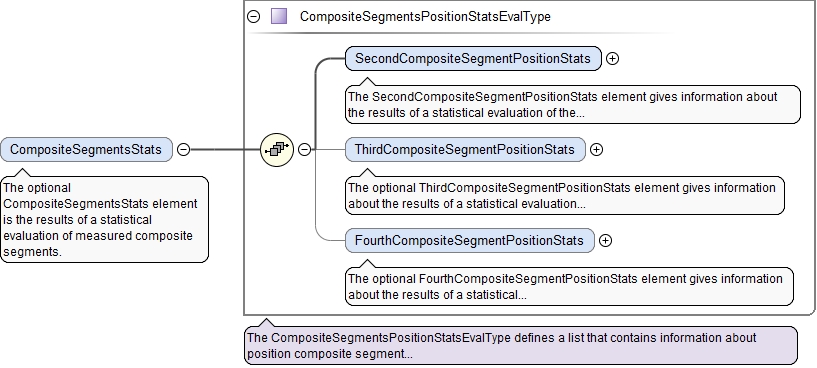 CompositeSegmentsPositionStatsEvalType
SecondCompositeSegmentPositionStats
The SecondCompositeSegmentPositionStats element gives information about
the results of a statistical evaluation of the...
CompositeSegmentsStats
The optional
CompositeSegmentsStats element
is the results of a statistical
evaluation of measured composite
segments.
ThirdCompositeSegmentPositionStats
The optional ThirdCompositeSegmentPositionStats element gives information
about the results of a statistical evaluation...
FourthCompositeSegmentPositionStats
The optional FourthCompositeSegmentPositionStats element gives information
about the results of a statistical...
The CompositeSegmentsPositionStatsEvalType defines a list that contains information about
position composite segment...